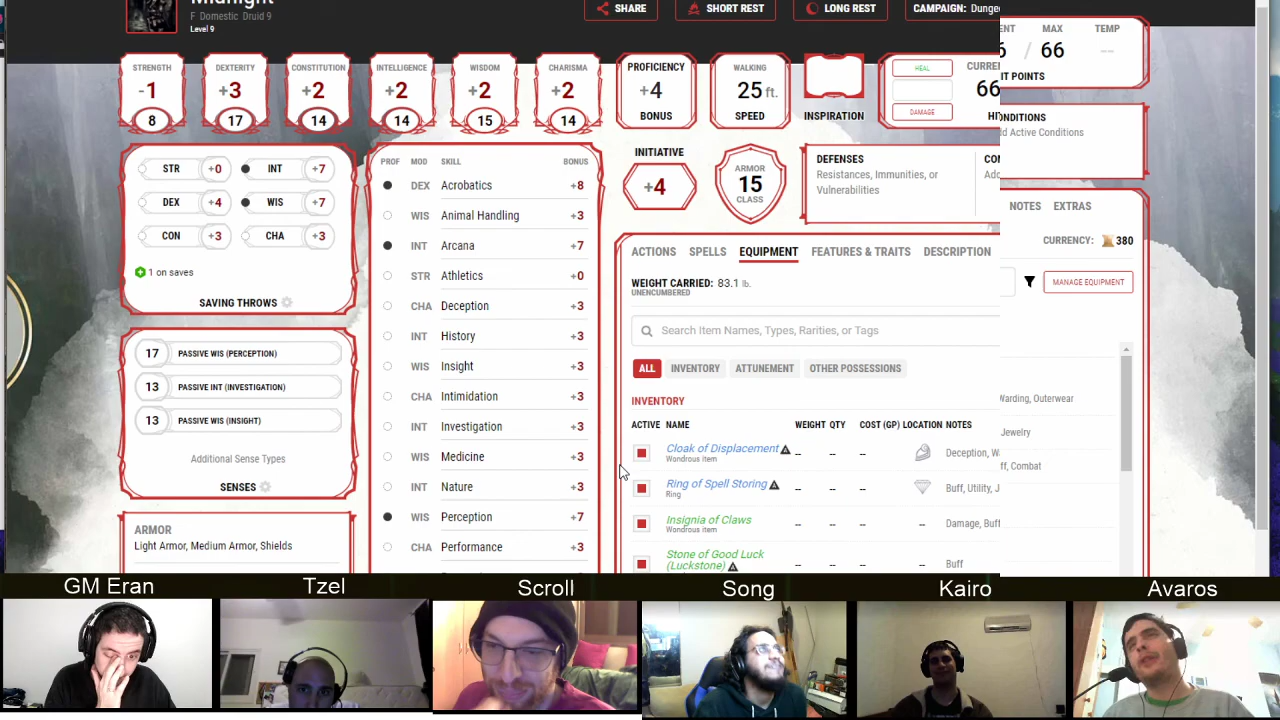 Midnight
F Domestic Druid 9
Level 9
SHARE
SHORT REST
LONG REST
CAMPAIGN: Dunge
STRENGTH
-1
8
DEXTERITY
+3
17
CONSTITUTION
+2
14
INTELLIGENCE
+2
14
WISDOM
+2
15
CHARISMA
+2
14
PROFICIENCY
+4
BONUS
WALKING
25 ft.
SPEED
INSPIRATION
HEAL
DAMAGE
CURRE
66
HI
ENT MAX TEMP
6 / 66 --
IT POINTS
STR +0 INT +7
DEX +4 WIS +7
CON +3 CHA +3
1 on saves
SAVING THROWS
17 PASSIVE WIS (PERCEPTION)
13 PASSIVE INT (INVESTIGATION)
13 PASSIVE WIS (INSIGHT)
Additional Sense Types
SENSES
ARMOR
Light Armor, Medium Armor, Shields
PROF MOD SKILL BONUS
DEX Acrobatics +8
WIS Animal Handling +3
INT Arcana +7
STR Athletics +0
CHA Deception +3
INT History +3
WIS Insight +3
CHA Intimidation +3
INT Investigation +3
WIS Medicine +3
INT Nature +3
WIS Perception +7
CHA Performance +3
INITIATIVE
+4
ARMOR
15
CLASS
DEFENSES
Resistances, Immunities, or
Vulnerabilities
CON
Add
ONDITIONS
d Active Conditions
ACTIONS SPELLS EQUIPMENT FEATURES & TRAITS DESCRIPTION
NOTES EXTRAS
WEIGHT CARRIED: 83.1 lb.
UNENCUMBERED
CURRENCY: 380
Search Item Names, Types, Rarities, or Tags
MANAGE EQUIPMENT
ALL INVENTORY ATTUNEMENT OTHER POSSESSIONS
INVENTORY
ACTIVE NAME WEIGHT QTY COST (GP) LOCATION NOTES
Cloak of Displacement -- -- -- Deception, W
Wondrous Item
Warding, Outerwear
Ring of Spell Storing -- -- -- Buff, Utility, J
Ring
Jewelry
Insignia of Claws -- -- -- -- Damage, Buff
Wondrous item
ff, Combat
Stone of Good Luck
(Luckstone) -- -- -- -- Buff
GM Eran
Tzel
Scroll
Song
Kairo
Avaros